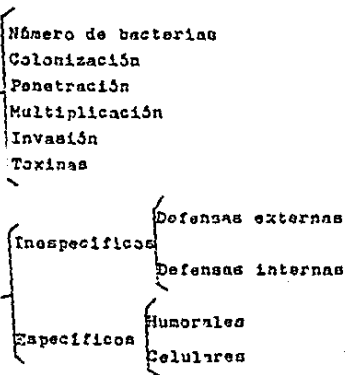 Número de bacterias
Colonización
Penetración
Multiplicación
Invasión
Toxinas
Defensas externas
Inespecíficos
Defensas internas
Humorales
Específicos
Celulares